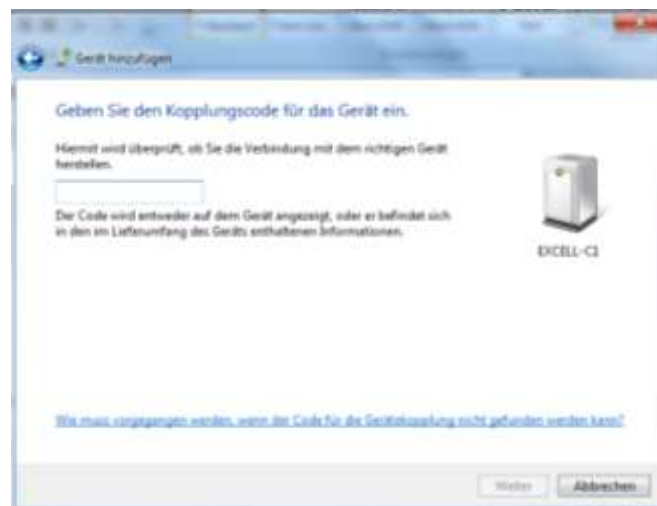 Gerät hinzufügen
Geben Sie den Kopplungscode für das Gerät ein.
Hiermit wird überprüft, ob Sie die Verbindung mit dem richtigen Gerät
herstellen.
Der Code wird entweder auf dem Gerät angezeigt, oder er befindet sich
in den im Lieferumfang des Geräts enthaltenen Informationen.
EXCELL-C1
Wie muss vorgegangen werden, wenn der Code für die Gerätekopplung nicht gefunden werden kann?
Weiter
Abbrechen